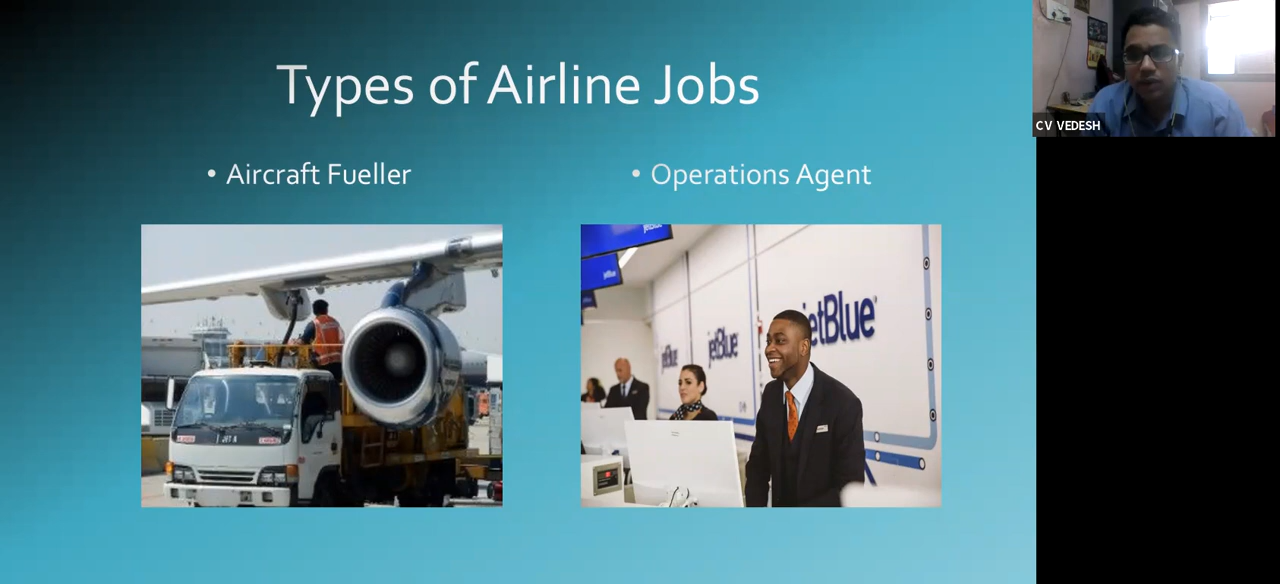 Types of Airline Jobs
• Aircraft Fueller
• Operations Agent
CV VEDESH
jetBlue
jetBlue
jetBlue
JET A